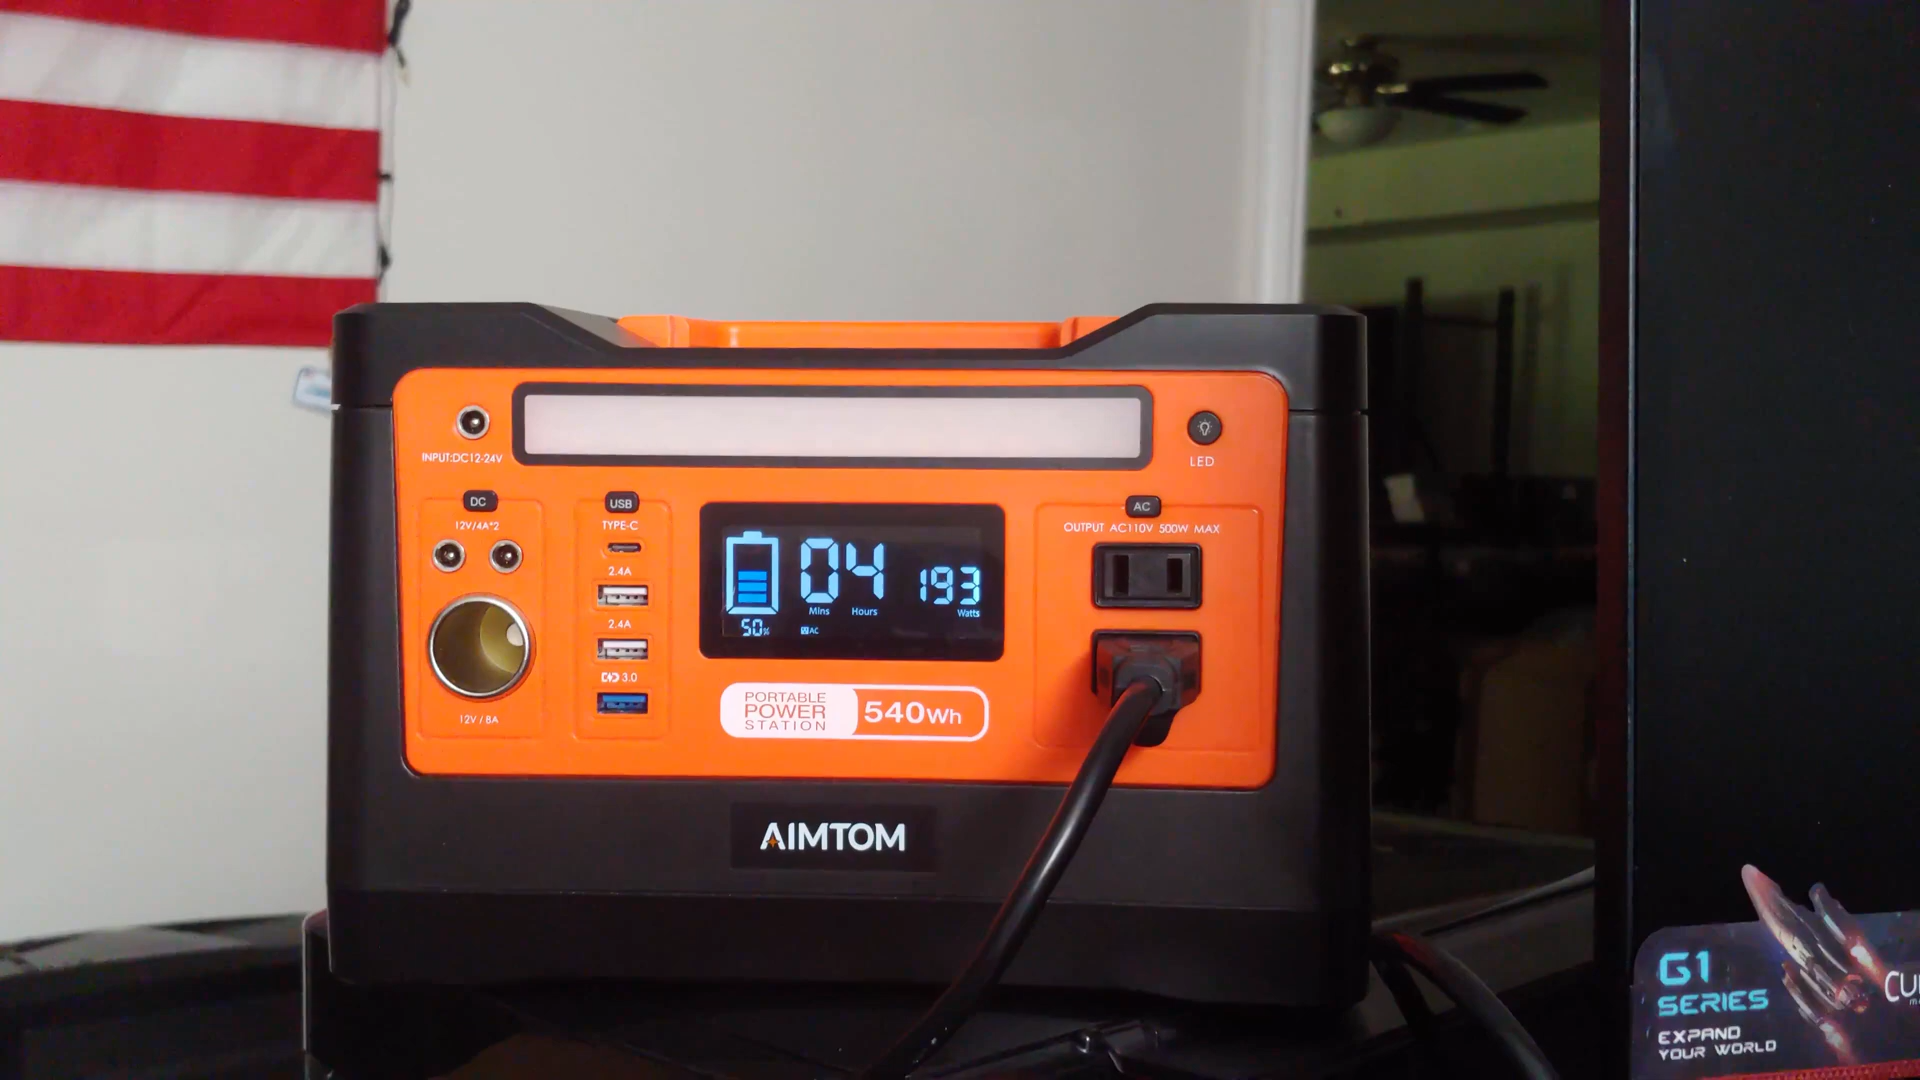 INPUT:DC12-24V
LED
DC
12V/4A*2
12V / 8A
USB
TYPE-C
2.4A
2.4A
3.0
04
Mins Hours
193
Watts
50%
AC
AC
OUTPUT AC110V 500W MAX
PORTABLE
POWER
STATION
540Wh
AIMTOM
G1
SERIES
EXPAND
YOUR WORLD